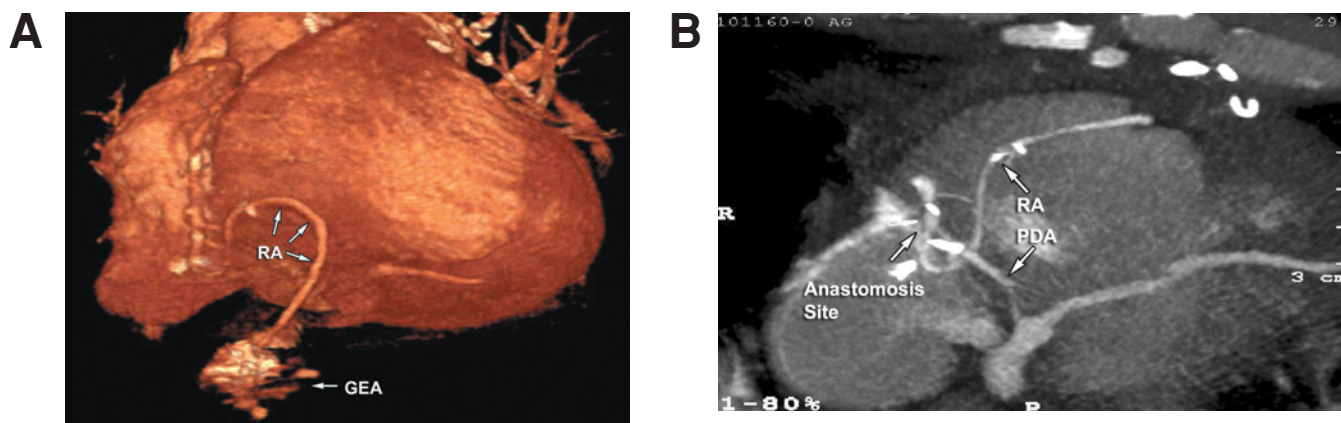 A
RA
GEA
B
101160-0 AG
29
R
RA
PDA
Anastomosis
Site
3 cm
1-80%
P